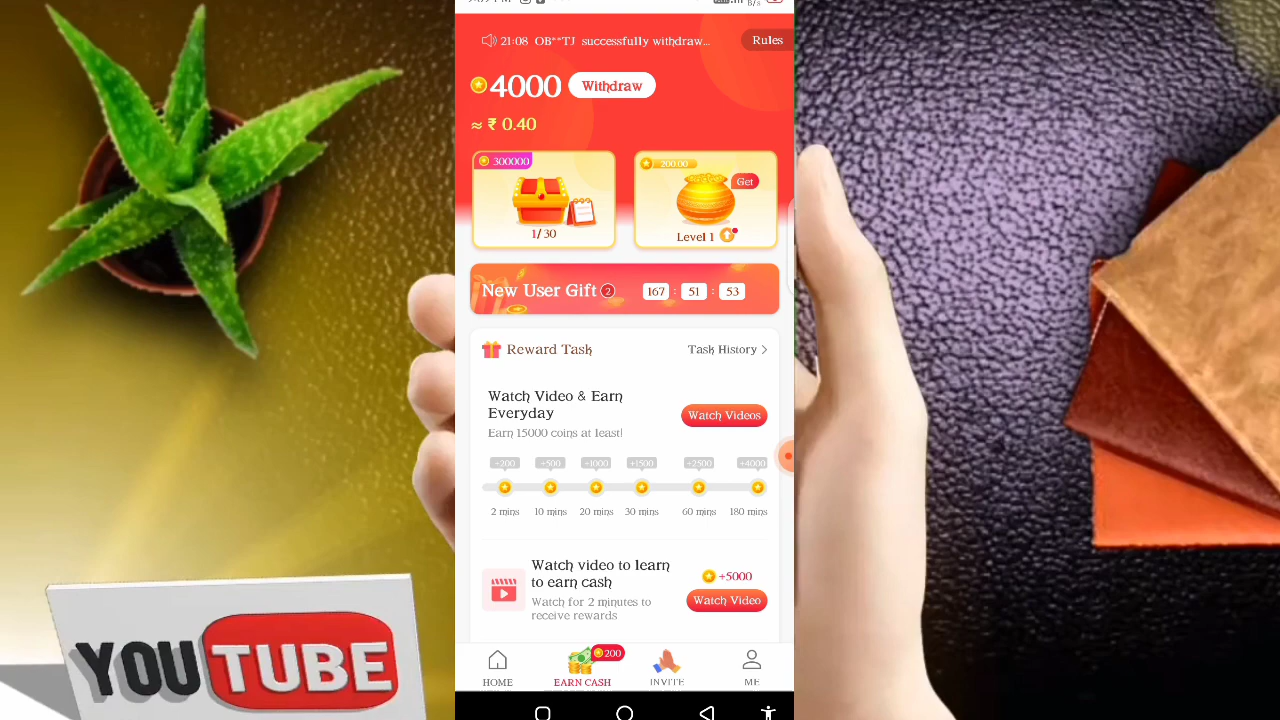 21:08 OB**TJ successfully withdraw...
Rules
4000 Withdraw
≈ ₹ 0.40
300000
200.00
Get
1/30
Level 1
New User Gift 2 167 : 51 : 53
Reward Task
Task History >
Watch Video & Earn
Everyday
Watch Videos
Earn 15000 coins at least!
+200 +500 +1000 +1500 +2500 +4000
2 mins 10 mins 20 mins 30 mins 60 mins 180 mins
Watch video to learn
to earn cash
+5000
Watch for 2 minutes to
receive rewards
Watch Video
200
HOME EARN CASH INVITE ME
YOUTUBE